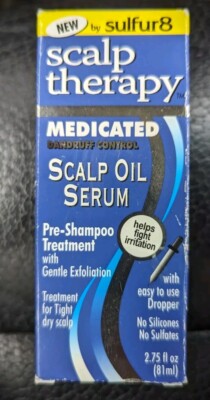 NEW by sulfur8
scalp
therapy™
MEDICATED
DANDRUFF CONTROL
SCALP OIL
SERUM
Pre-Shampoo
Treatment
with
Gentle Exfoliation
helps
fight
irritation
Treatment
for Tight
dry scalp
with
easy to use
Dropper
No Silicones
No Sulfates
2.75 fl oz
(81ml)